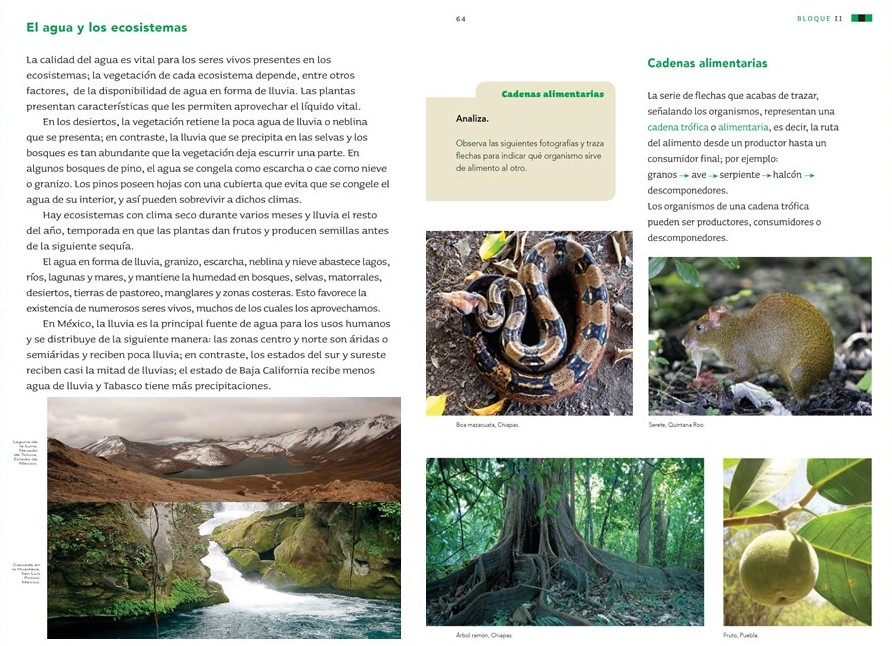 El agua y los ecosistemas
La calidad del agua es vital para los seres vivos presentes en los
ecosistemas; la vegetación de cada ecosistema depende, entre otros
factores, de la disponibilidad de agua en forma de lluvia. Las plantas
presentan características que les permiten aprovechar el líquido vital.
En los desiertos, la vegetación retiene la poca agua de lluvia o neblina
que se presenta; en contraste, la lluvia que se precipita en las selvas y los
bosques es tan abundante que la vegetación deja escurrir una parte. En
algunos bosques de pino, el agua se congela como escarcha o cae como nieve
o granizo. Los pinos poseen hojas con una cubierta que evita que se congele el
agua de su interior, y así pueden sobrevivir a dichos climas.
Hay ecosistemas con clima seco durante varios meses y lluvia el resto
del año, temporada en que las plantas dan frutos y producen semillas antes
de la siguiente sequía.
El agua en forma de lluvia, granizo, escarcha, neblina y nieve abastece lagos,
ríos, lagunas y mares, y mantiene la humedad en bosques, selvas, matorrales,
desiertos, tierras de pastoreo, manglares y zonas costeras. Esto favorece la
existencia de numerosos seres vivos, muchos de los cuales los aprovechamos.
En México, la lluvia es la principal fuente de agua para los usos humanos
y se distribuye de la siguiente manera: las zonas centro y norte son áridas o
semiáridas y reciben poca lluvia; en contraste, los estados del sur y sureste
reciben casi la mitad de lluvias; el estado de Baja California recibe menos
agua de lluvia y Tabasco tiene más precipitaciones.
Laguna de
la Luna,
Nevado
de Toluca,
Estado de
México.
Cascada en
la Huasteca,
San Luis
Potosí,
México.
64
BLOQUE II
Cadenas alimentarias
Analiza.
Observa las siguientes fotografías y traza
flechas para indicar qué organismo sirve
de alimento al otro.
Cadenas alimentarias
La serie de flechas que acabas de trazar,
señalando los organismos, representan una
cadena trófica o alimentaria, es decir, la ruta
del alimento desde un productor hasta un
consumidor final; por ejemplo:
granos → ave → serpiente → halcón →
descomponedores.
Los organismos de una cadena trófica
pueden ser productores, consumidores o
descomponedores.
Boa mazacuata, Chiapas.
Serete, Quintana Roo.
Árbol ramón, Chiapas.
Fruto, Puebla.